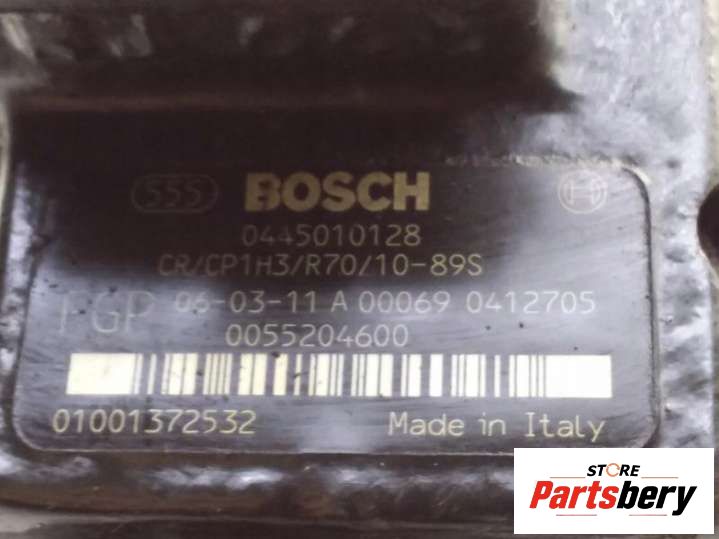 555 BOSCH
0445010128
CR/CP1H3/R70/10-89S
FGP 06-03-11 A 00069 0412705
0055204600
01001372532 Made in Italy
STORE
Partsbery